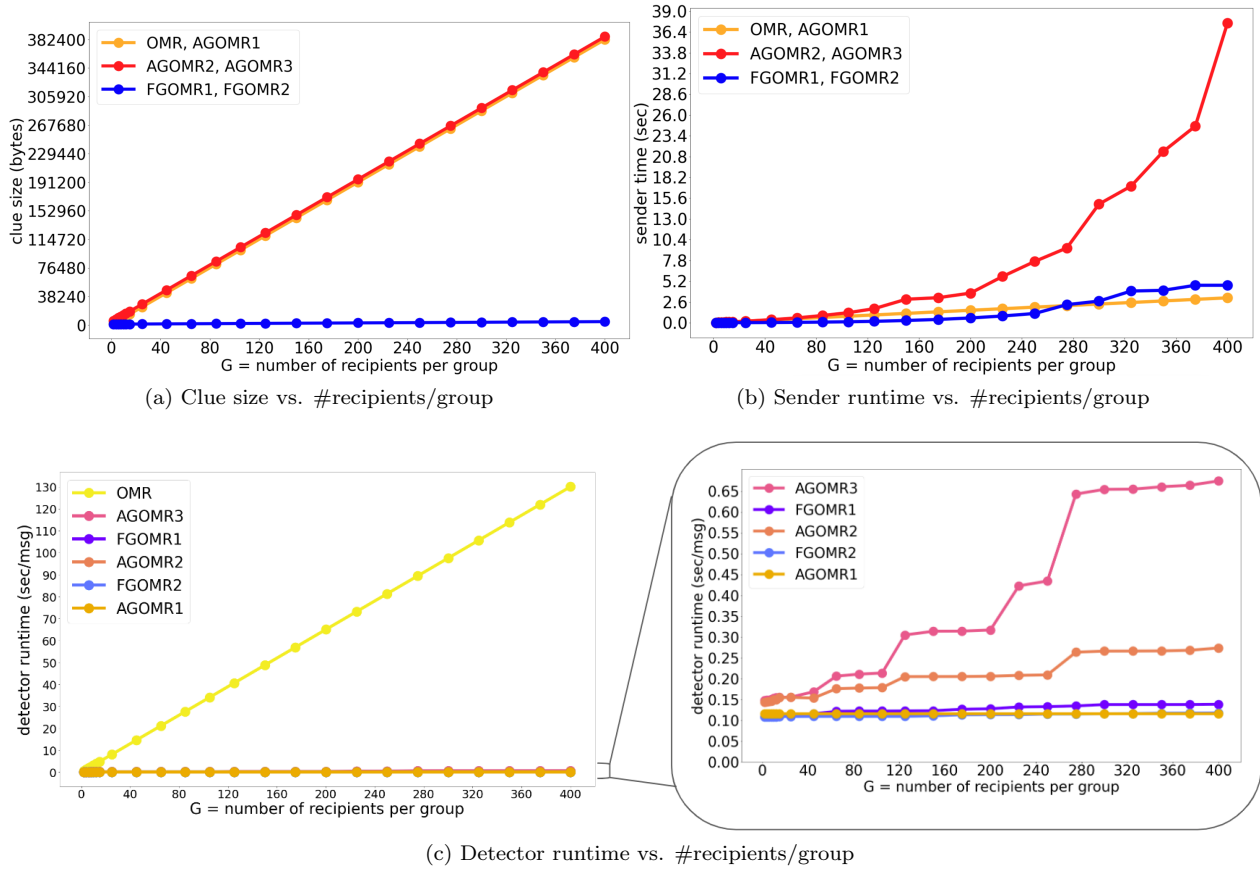 382400
344160
305920
267680
229440
191200
152960
114720
76480
38240
0
clue size (bytes)
OMR, AGOMR1
AGOMR2, AGOMR3
FGOMR1, FGOMR2
0 40 80 120 160 200 240 280 320 360 400
G = number of recipients per group
(a) Clue size vs. #recipients/group
39.0
36.4
33.8
31.2
28.6
26.0
23.4
20.8
18.2
15.6
13.0
10.4
7.8
5.2
2.6
0.0
sender time (sec)
OMR, AGOMR1
AGOMR2, AGOMR3
FGOMR1, FGOMR2
0 40 80 120 160 200 240 280 320 360 400
G = number of recipients per group
(b) Sender runtime vs. #recipients/group
130
120
110
100
90
80
70
60
50
40
30
20
10
0
detector runtime (sec/msg)
OMR
AGOMR3
FGOMR1
AGOMR2
FGOMR2
AGOMR1
0 40 80 120 160 200 240 280 320 360 400
G = number of recipients per group
0.65
0.60
0.55
0.50
0.45
0.40
0.35
0.30
0.25
0.20
0.15
0.10
0.05
0.00
detector runtime (sec/msg)
AGOMR3
FGOMR1
AGOMR2
FGOMR2
AGOMR1
0 40 80 120 160 200 240 280 320 360 400
G = number of recipients per group
(c) Detector runtime vs. #recipients/group